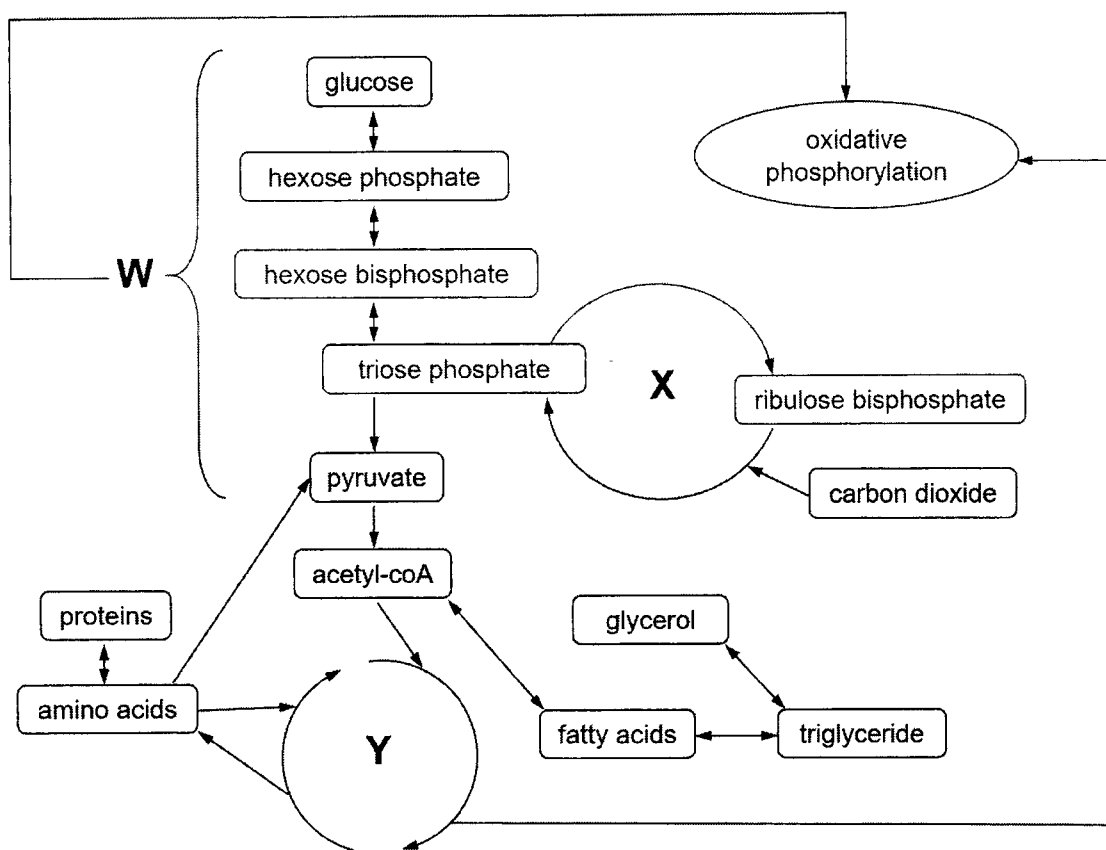 glucose
oxidative
phosphorylation
hexose phosphate
W
hexose bisphosphate
triose phosphate
X
ribulose bisphosphate
pyruvate
carbon dioxide
acetyl-coA
proteins
glycerol
amino acids
Y
fatty acids
triglyceride